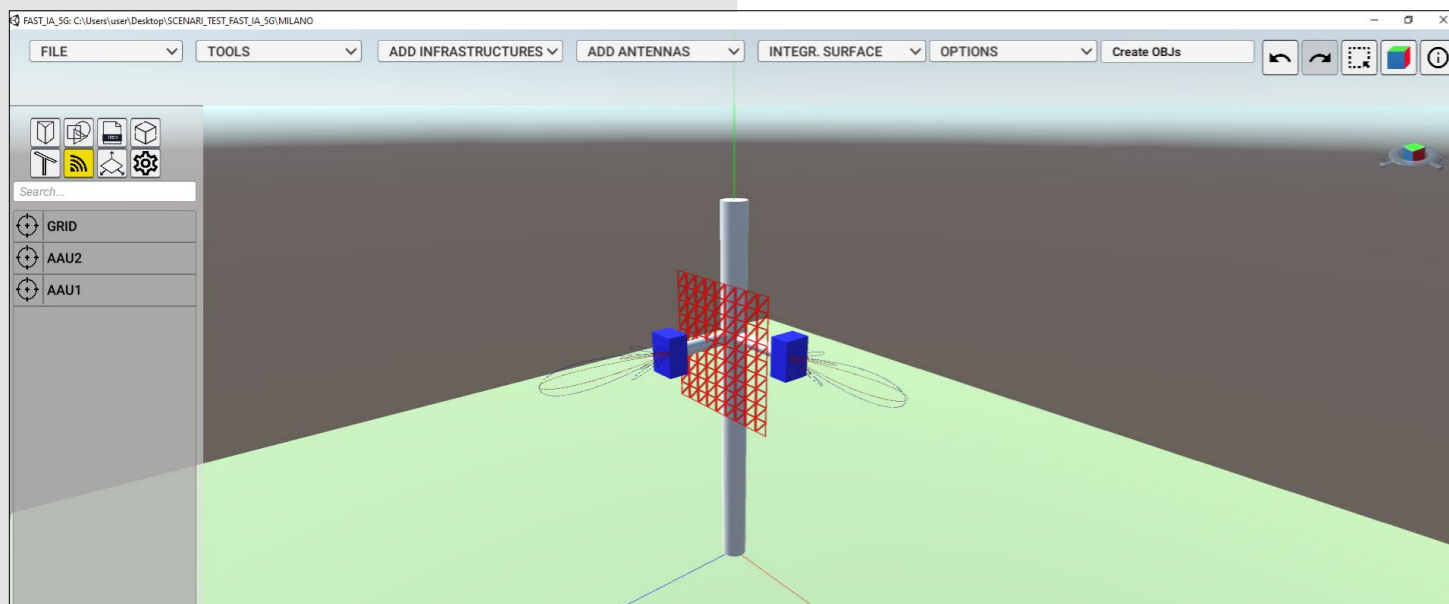 FAST_IA_5G: C:\Users\user\Desktop\SCENARI_TEST_FAST_IA_5G\MILANO
FILE TOOLS ADD INFRASTRUCTURES ADD ANTENNAS INTEGR. SURFACE OPTIONS Create OBJs
Search...
GRID
AAU2
AAU1